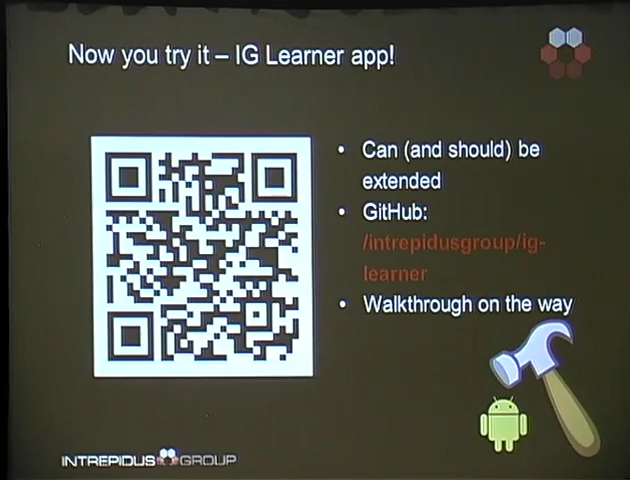 Now you try it – IG Learner app!
• Can (and should) be
extended
• GitHub:
/intrepidusgroup/ig-
learner
• Walkthrough on the way
INTREPIDUS GROUP